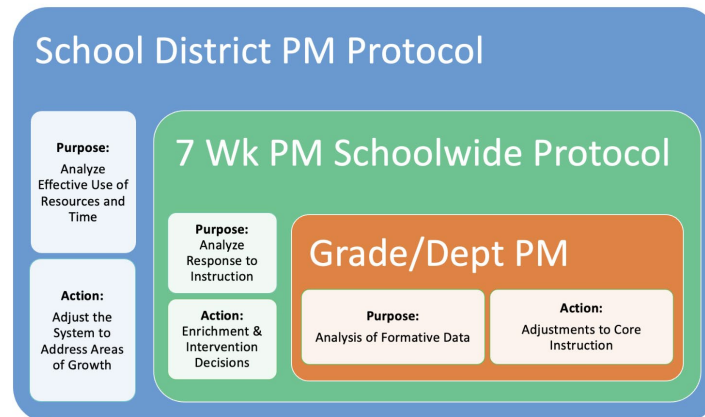 School District PM Protocol
Purpose:
Analyze
Effective Use of
Resources and
Time
Action:
Adjust the
System to
Address Areas
of Growth
7 Wk PM Schoolwide Protocol
Purpose:
Analyze
Response to
Instruction
Action:
Enrichment &
Intervention
Decisions
Grade/Dept PM
Purpose:
Analysis of Formative Data
Action:
Adjustments to Core
Instruction